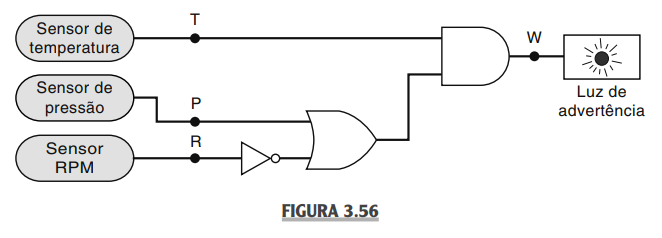 Sensor de
temperatura
T
Sensor de
pressão
P
Sensor
RPM
R
W
Luz de
advertência
FIGURA 3.56